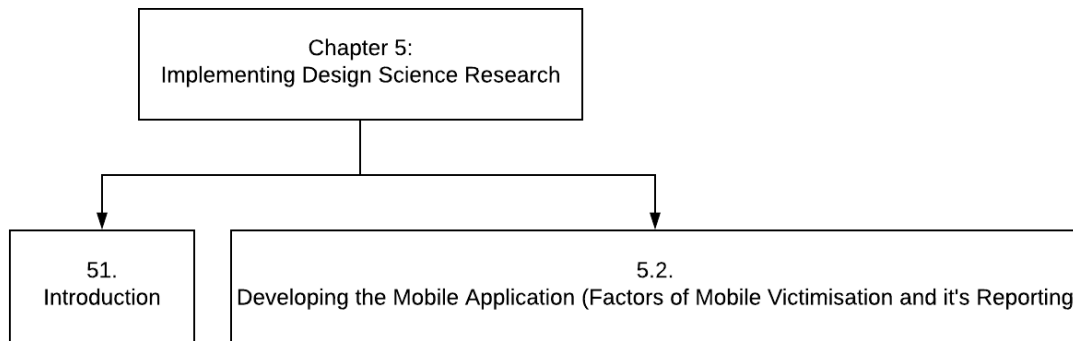 Chapter 5:
Implementing Design Science Research
51.
Introduction
5.2.
Developing the Mobile Application (Factors of Mobile Victimisation and it's Reporting